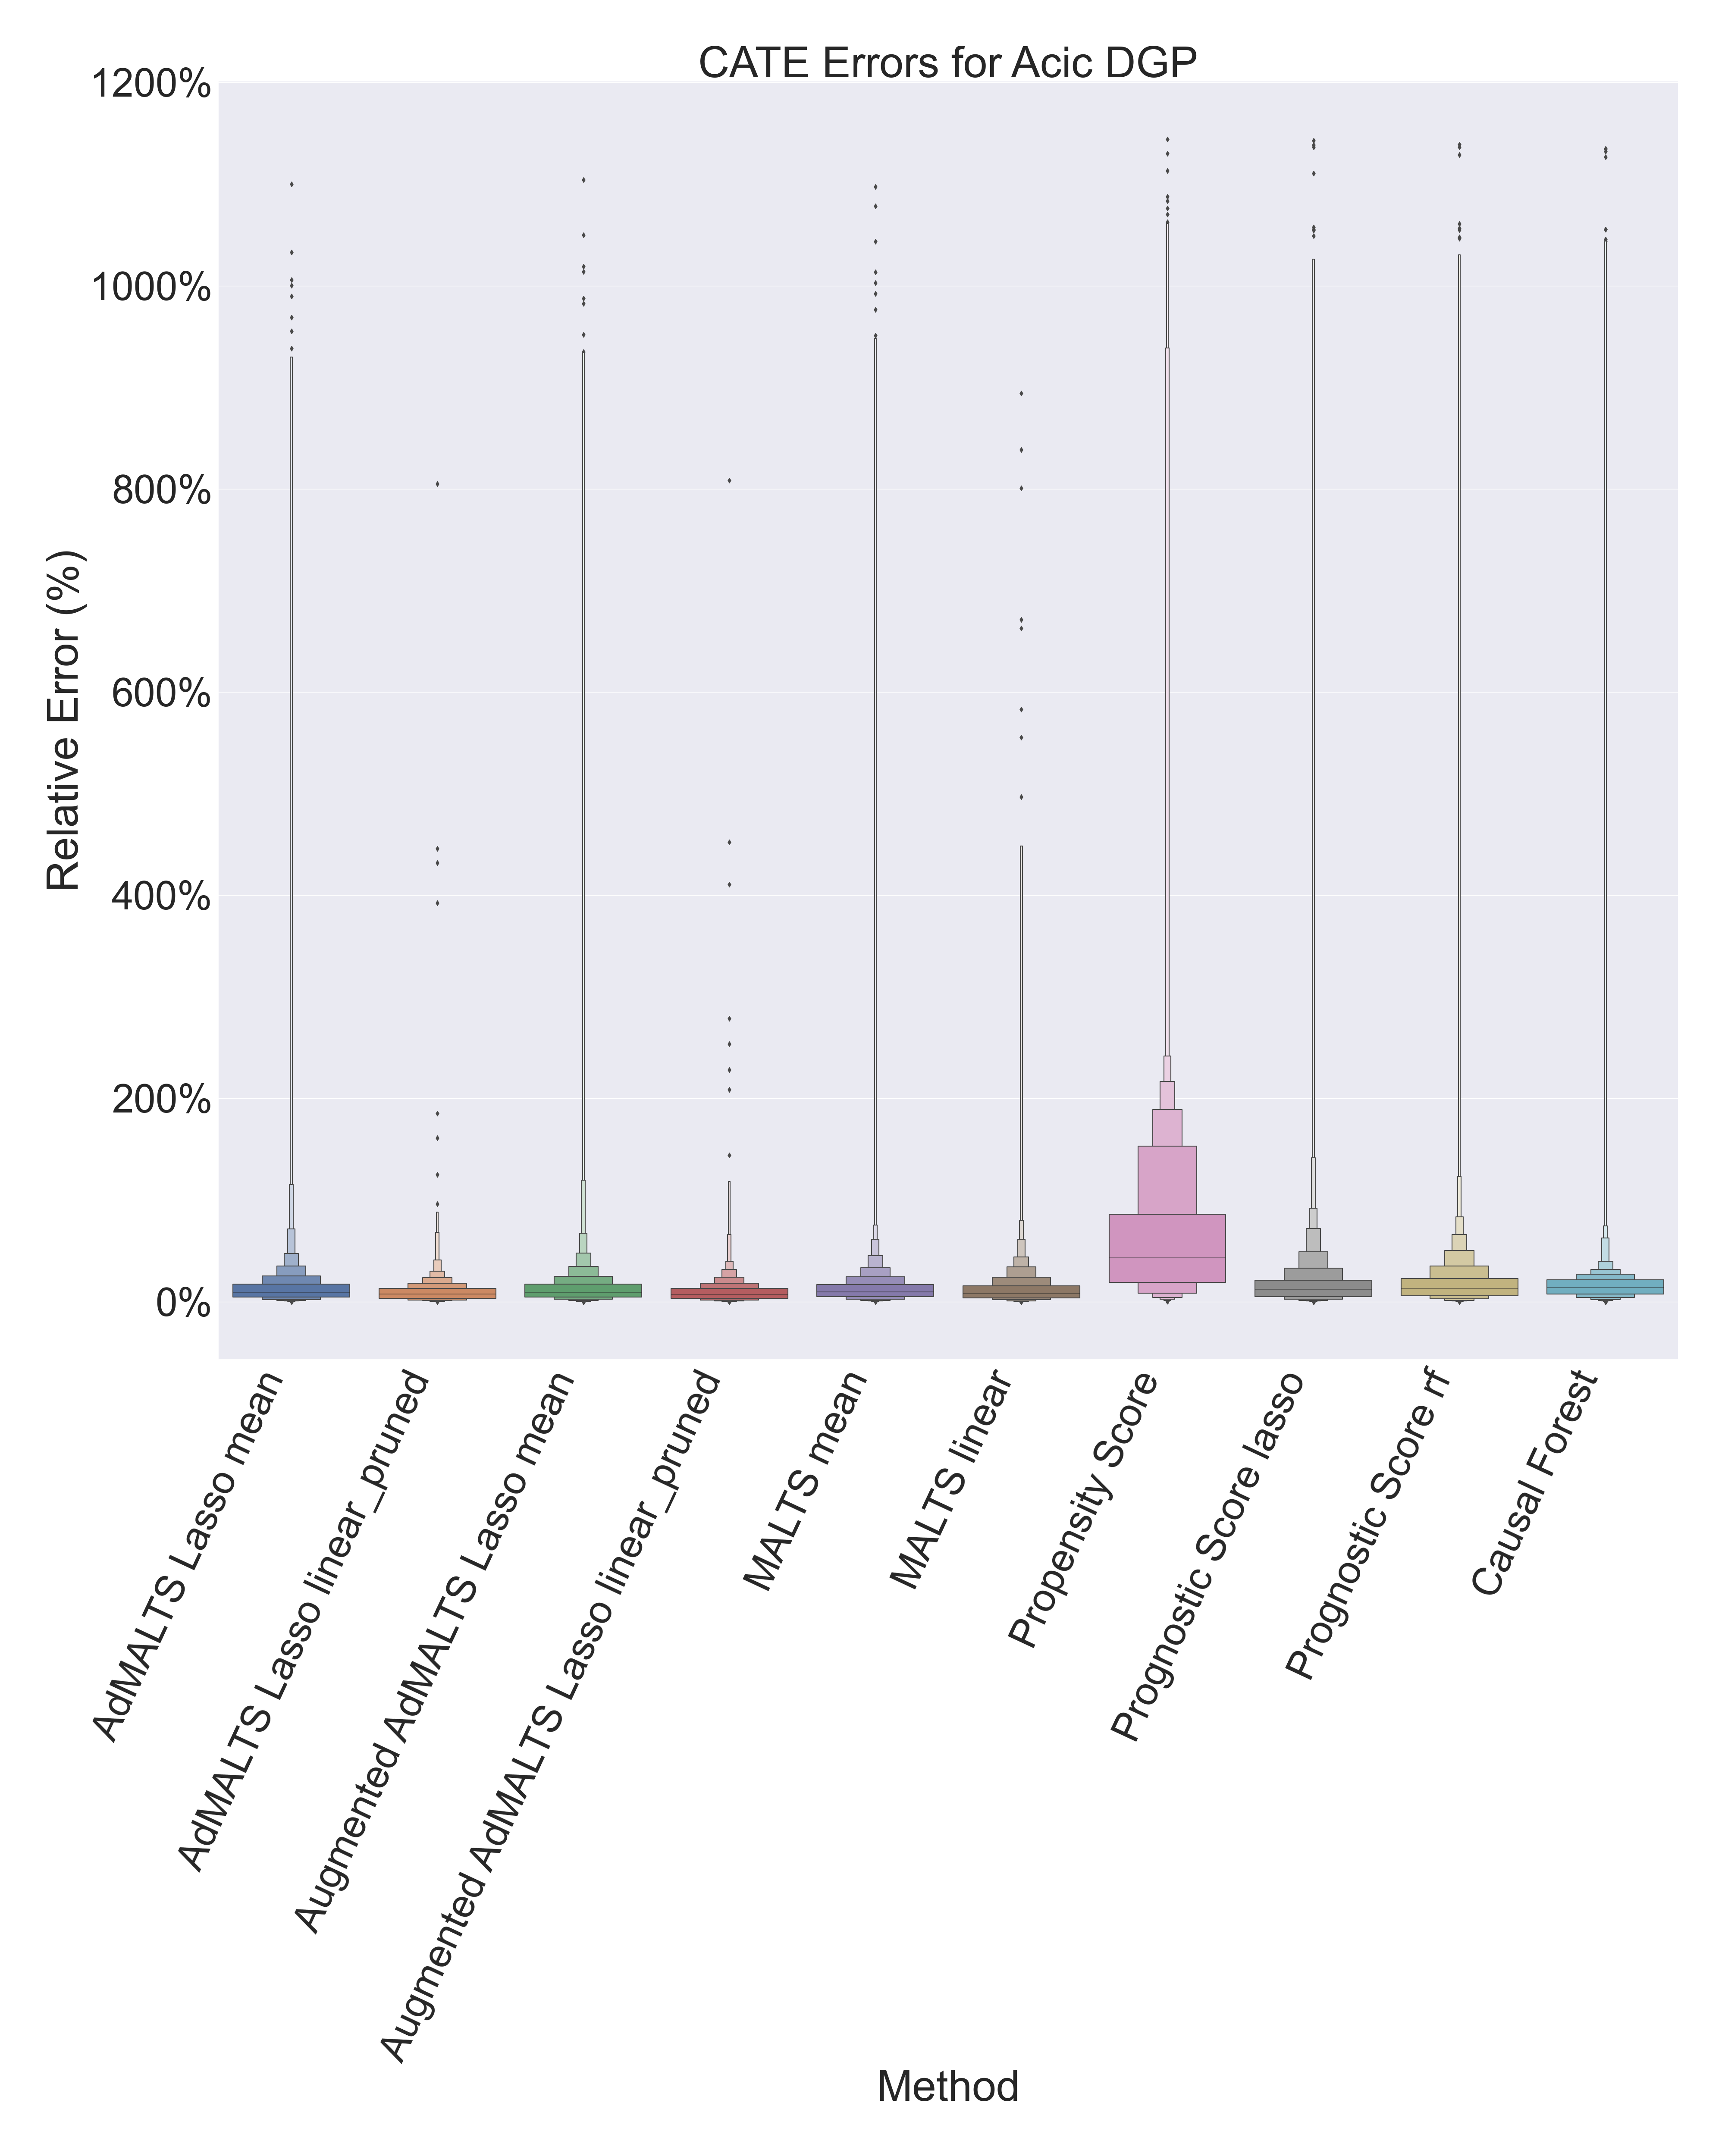 CATE Errors for Acic DGP
1200%
1000%
800%
600%
400%
200%
0%
Relative Error (%)
AdMALTS Lasso mean
AdMALTS Lasso linear_pruned
Augmented AdMALTS Lasso mean
Augmented AdMALTS Lasso linear_pruned
MALTS mean
MALTS linear
Propensity Score
Prognostic Score lasso
Prognostic Score rf
Causal Forest
Method